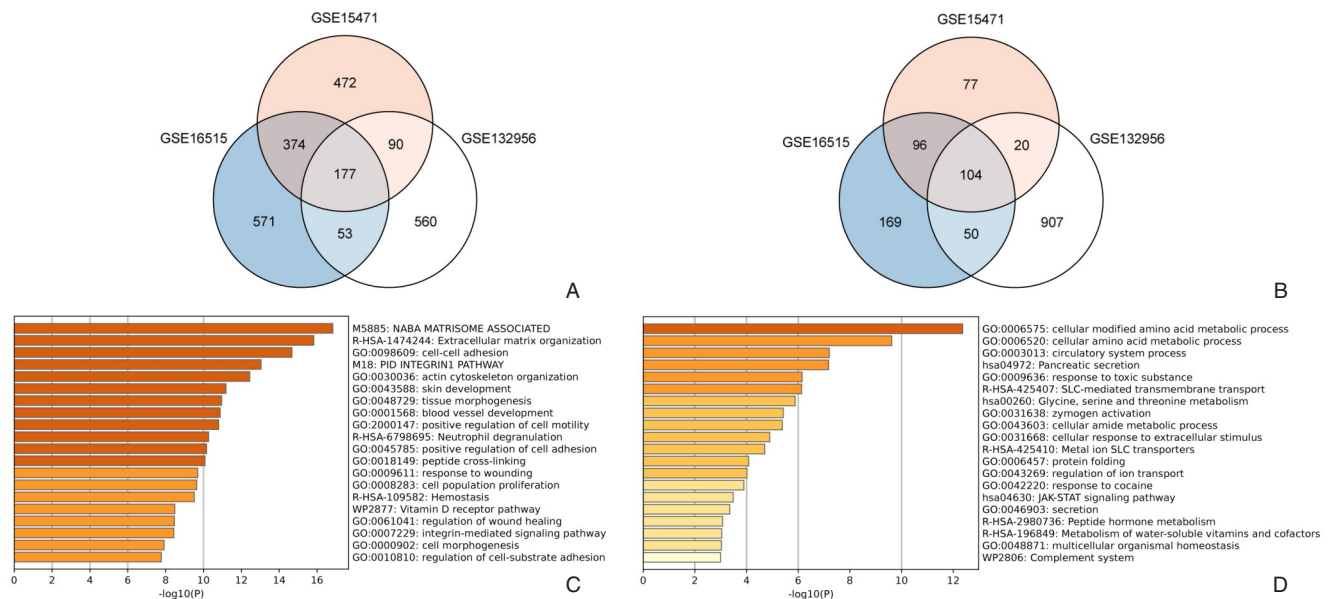 GSE15471
472
GSE16515
GSE132956
374
90
177
571
53
560
A
GSE15471
77
GSE16515
GSE132956
96
20
104
169
50
907
B
M5885: NABA MATRISOME ASSOCIATED
R-HSA-1474244: Extracellular matrix organization
GO:0098609: cell-cell adhesion
M18: PID INTEGRIN1 PATHWAY
GO:0030036: actin cytoskeleton organization
GO:0043588: skin development
GO:0048729: tissue morphogenesis
GO:0001568: blood vessel development
GO:2000147: positive regulation of cell motility
R-HSA-6798695: Neutrophil degranulation
GO:0045785: positive regulation of cell adhesion
GO:0018149: peptide cross-linking
GO:0009611: response to wounding
GO:0008283: cell population proliferation
R-HSA-109582: Hemostasis
WP2877: Vitamin D receptor pathway
GO:0061041: regulation of wound healing
GO:0007229: integrin-mediated signaling pathway
GO:0000902: cell morphogenesis
GO:0010810: regulation of cell-substrate adhesion
0 2 4 6 8 10 12 14 16
-log10(P)
C
GO:0006575: cellular modified amino acid metabolic process
GO:0006520: cellular amino acid metabolic process
GO:0003013: circulatory system process
hsa04972: Pancreatic secretion
GO:0009636: response to toxic substance
R-HSA-425407: SLC-mediated transmembrane transport
hsa00260: Glycine, serine and threonine metabolism
GO:0031638: zymogen activation
GO:0043603: cellular amide metabolic process
GO:0031668: cellular response to extracellular stimulus
R-HSA-425410: Metal ion SLC transporters
GO:0006457: protein folding
GO:0043269: regulation of ion transport
GO:0042220: response to cocaine
hsa04630: JAK-STAT signaling pathway
GO:0046903: secretion
R-HSA-2980736: Peptide hormone metabolism
R-HSA-196849: Metabolism of water-soluble vitamins and cofactors
GO:0048871: multicellular organismal homeostasis
WP2806: Complement system
0 2 4 6 8 10 12
-log10(P)
D